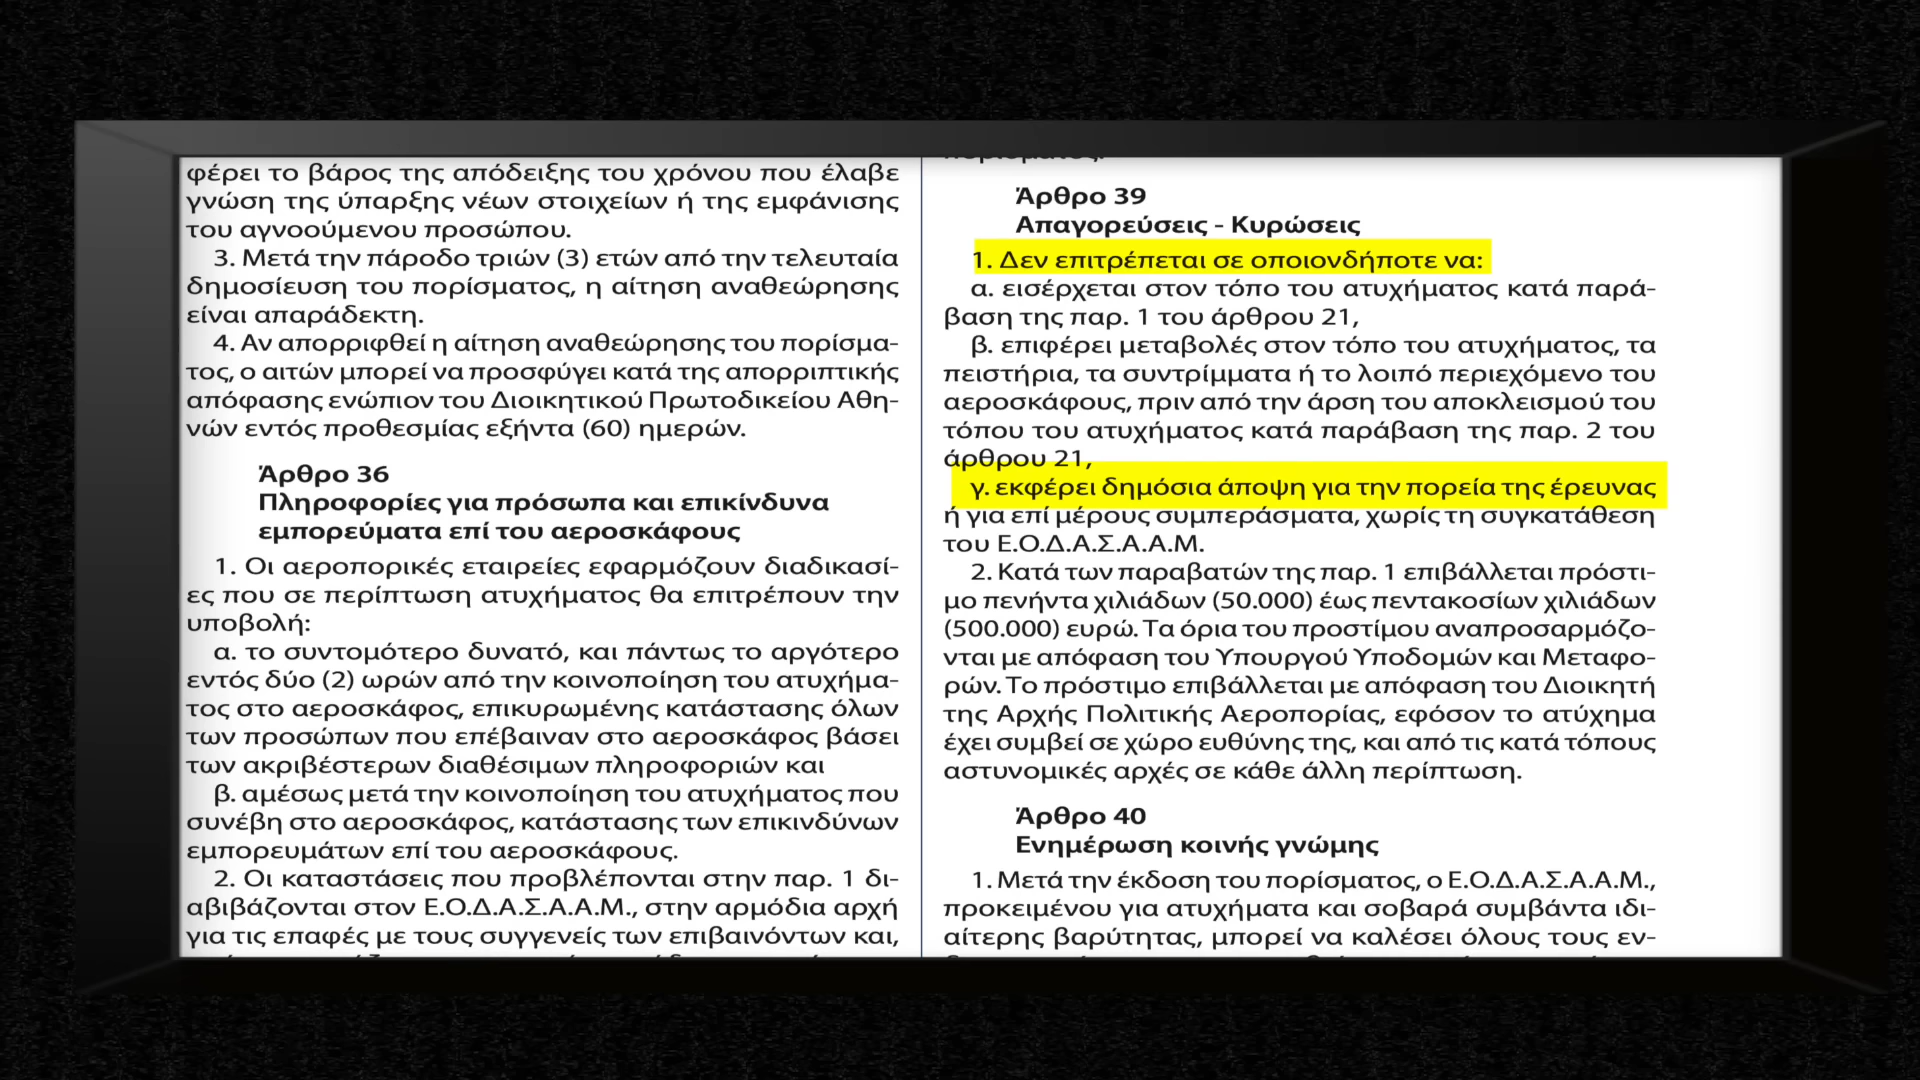 φέρει το βάρος της απόδειξης του χρόνου που έλαβε
γνώση της ύπαρξης νέων στοιχείων ή της εμφάνισης
του αγνοούμενου προσώπου.
3. Μετά την πάροδο τριών (3) ετών από την τελευταία
δημοσίευση του πορίσματος, η αίτηση αναθεώρησης
είναι απαράδεκτη.
4. Αν απορριφθεί η αίτηση αναθεώρησης του πορίσμα-
τος, ο αιτών μπορεί να προσφύγει κατά της απορριπτικής
απόφασης ενώπιον του Διοικητικού Πρωτοδικείου Αθη-
νών εντός προθεσμίας εξήντα (60) ημερών.
Άρθρο 36
Πληροφορίες για πρόσωπα και επικίνδυνα
εμπορεύματα επί του αεροσκάφους
1. Οι αεροπορικές εταιρείες εφαρμόζουν διαδικασί-
ες που σε περίπτωση ατυχήματος θα επιτρέπουν την
υποβολή:
α. το συντομότερο δυνατό, και πάντως το αργότερο
εντός δύο (2) ωρών από την κοινοποίηση του ατυχήμα-
τος στο αεροσκάφος, επικυρωμένης κατάστασης όλων
των προσώπων που επέβαιναν στο αεροσκάφος βάσει
των ακριβέστερων διαθέσιμων πληροφοριών και
β. αμέσως μετά την κοινοποίηση του ατυχήματος που
συνέβη στο αεροσκάφος, κατάστασης των επικινδύνων
εμπορευμάτων επί του αεροσκάφους.
2. Οι καταστάσεις που προβλέπονται στην παρ. 1 δι-
αβιβάζονται στον Ε.Ο.Δ.Α.Σ.Α.Α.Μ., στην αρμόδια αρχή
για τις επαφές με τους συγγενείς των επιβαινόντων και,
Άρθρο 39
Απαγορεύσεις - Κυρώσεις
1. Δεν επιτρέπεται σε οποιονδήποτε να:
α. εισέρχεται στον τόπο του ατυχήματος κατά παρά-
βαση της παρ. 1 του άρθρου 21,
β. επιφέρει μεταβολές στον τόπο του ατυχήματος, τα
πειστήρια, τα συντρίμματα ή το λοιπό περιεχόμενο του
αεροσκάφους, πριν από την άρση του αποκλεισμού του
τόπου του ατυχήματος κατά παράβαση της παρ. 2 του
άρθρου 21,
γ. εκφέρει δημόσια άποψη για την πορεία της έρευνας
ή για επί μέρους συμπεράσματα, χωρίς τη συγκατάθεση
του Ε.Ο.Δ.Α.Σ.Α.Α.Μ.
2. Κατά των παραβατών της παρ. 1 επιβάλλεται πρόστι-
μο πενήντα χιλιάδων (50.000) έως πεντακοσίων χιλιάδων
(500.000) ευρώ. Τα όρια του προστίμου αναπροσαρμόζο-
νται με απόφαση του Υπουργού Υποδομών και Μεταφο-
ρών. Το πρόστιμο επιβάλλεται με απόφαση του Διοικητή
της Αρχής Πολιτικής Αεροπορίας, εφόσον το ατύχημα
έχει συμβεί σε χώρο ευθύνης της, και από τις κατά τόπους
αστυνομικές αρχές σε κάθε άλλη περίπτωση.
Άρθρο 40
Ενημέρωση κοινής γνώμης
1. Μετά την έκδοση του πορίσματος, ο Ε.Ο.Δ.Α.Σ.Α.Α.Μ.,
προκειμένου για ατυχήματα και σοβαρά συμβάντα ιδι-
αίτερης βαρύτητας, μπορεί να καλέσει όλους τους εν-